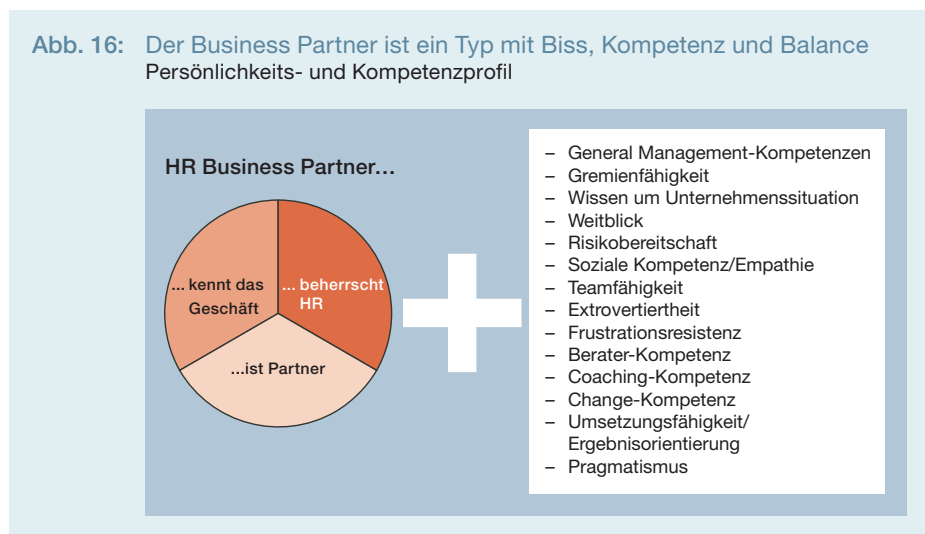 Abb. 16: Der Business Partner ist ein Typ mit Biss, Kompetenz und Balance
Persönlichkeits- und Kompetenzprofil
HR Business Partner...
... kennt das
Geschäft
... beherrscht
HR
...ist Partner
– General Management-Kompetenzen
– Gremienfähigkeit
– Wissen um Unternehmenssituation
– Weitblick
– Risikobereitschaft
– Soziale Kompetenz/Empathie
– Teamfähigkeit
– Extrovertiertheit
– Frustrationsresistenz
– Berater-Kompetenz
– Coaching-Kompetenz
– Change-Kompetenz
– Umsetzungsfähigkeit/
Ergebnisorientierung
– Pragmatismus